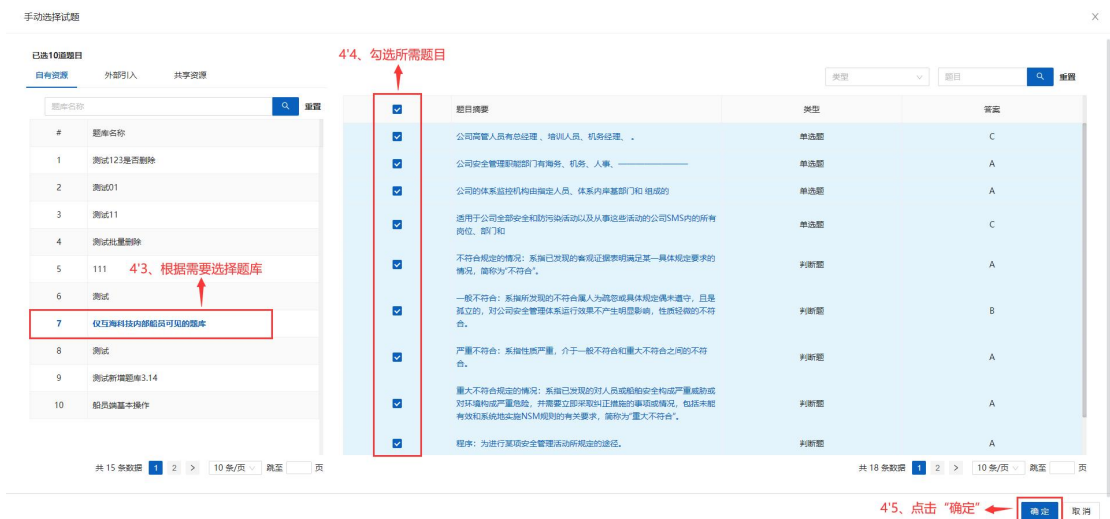 手动选择试题
已选10道题目
4'4、勾选所需题目
自有资源 外部引入 共享资源
类型 题目 重置
题库名称 重置
# 题库名称
1 测试123是否删除
2 测试01
3 测试11
4 测试批量删除
5 111
4'3、根据需要选择题库
6 测试
7 仅互海科技内部船员可见的题库
8 测试
9 测试新增题库3.14
10 船员端基本操作
共 15 条数据 1 2 > 10 条/页 跳至 页
题目摘要 类型 答案
公司高管人员有总经理 、培训人员、机务经理、 。 单选题 C
公司安全管理职能部门有海务、机务、人事、—————————— 单选题 A
公司的体系监控机构由指定人员、体系内岸基部门和 组成的 单选题 A
适用于公司全部安全和防污染活动以及从事这些活动的公司SMS内的所有
岗位、部门和 单选题 C
不符合规定的情况：系指已发现的客观证据表明满足某一具体规定要求的
情况，简称为“不符合”。 判断题 A
一般不符合：系指所发现的不符合属人为疏忽或具体规定偶未遵守，且是
孤立的，对公司安全管理体系运行效果不产生明显影响，性质轻微的不符
合。 判断题 B
严重不符合：系指性质严重，介于一般不符合和重大不符合之间的不符
合。 判断题 A
重大不符合规定的情况：系指已发现的对人员或船舶安全构成严重威胁或
对环境构成严重危险，并需要立即采取纠正措施的事项或情况，包括未能
有效和系统地实施NSM规则的有关要求，简称为“重大不符合”。 判断题 A
程序：为进行某项安全管理活动所规定的途径。 判断题 A
共 18 条数据 1 2 > 10 条/页 跳至 页
4'5、点击“确定”
确 定 取 消